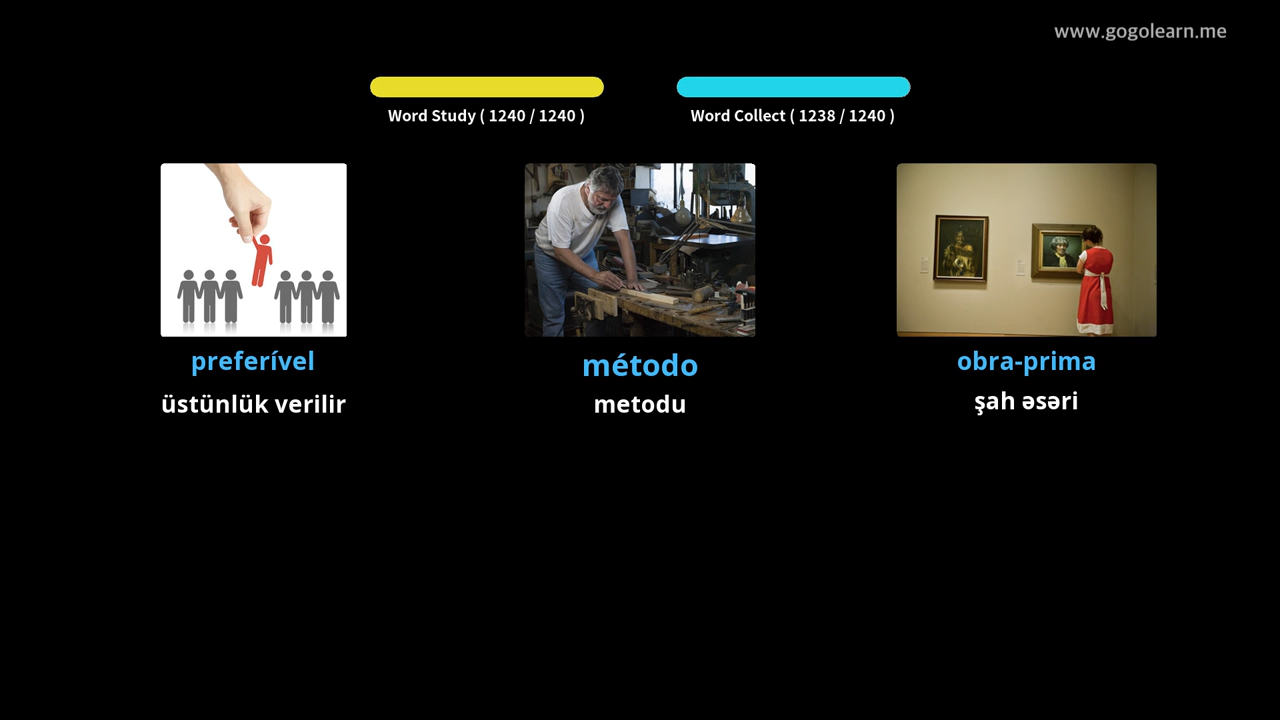 www.gogolearn.me
Word Study ( 1240 / 1240 )
Word Collect ( 1238 / 1240 )
preferível
método
obra-prima
üstünlük verilir
metodu
şah əsəri